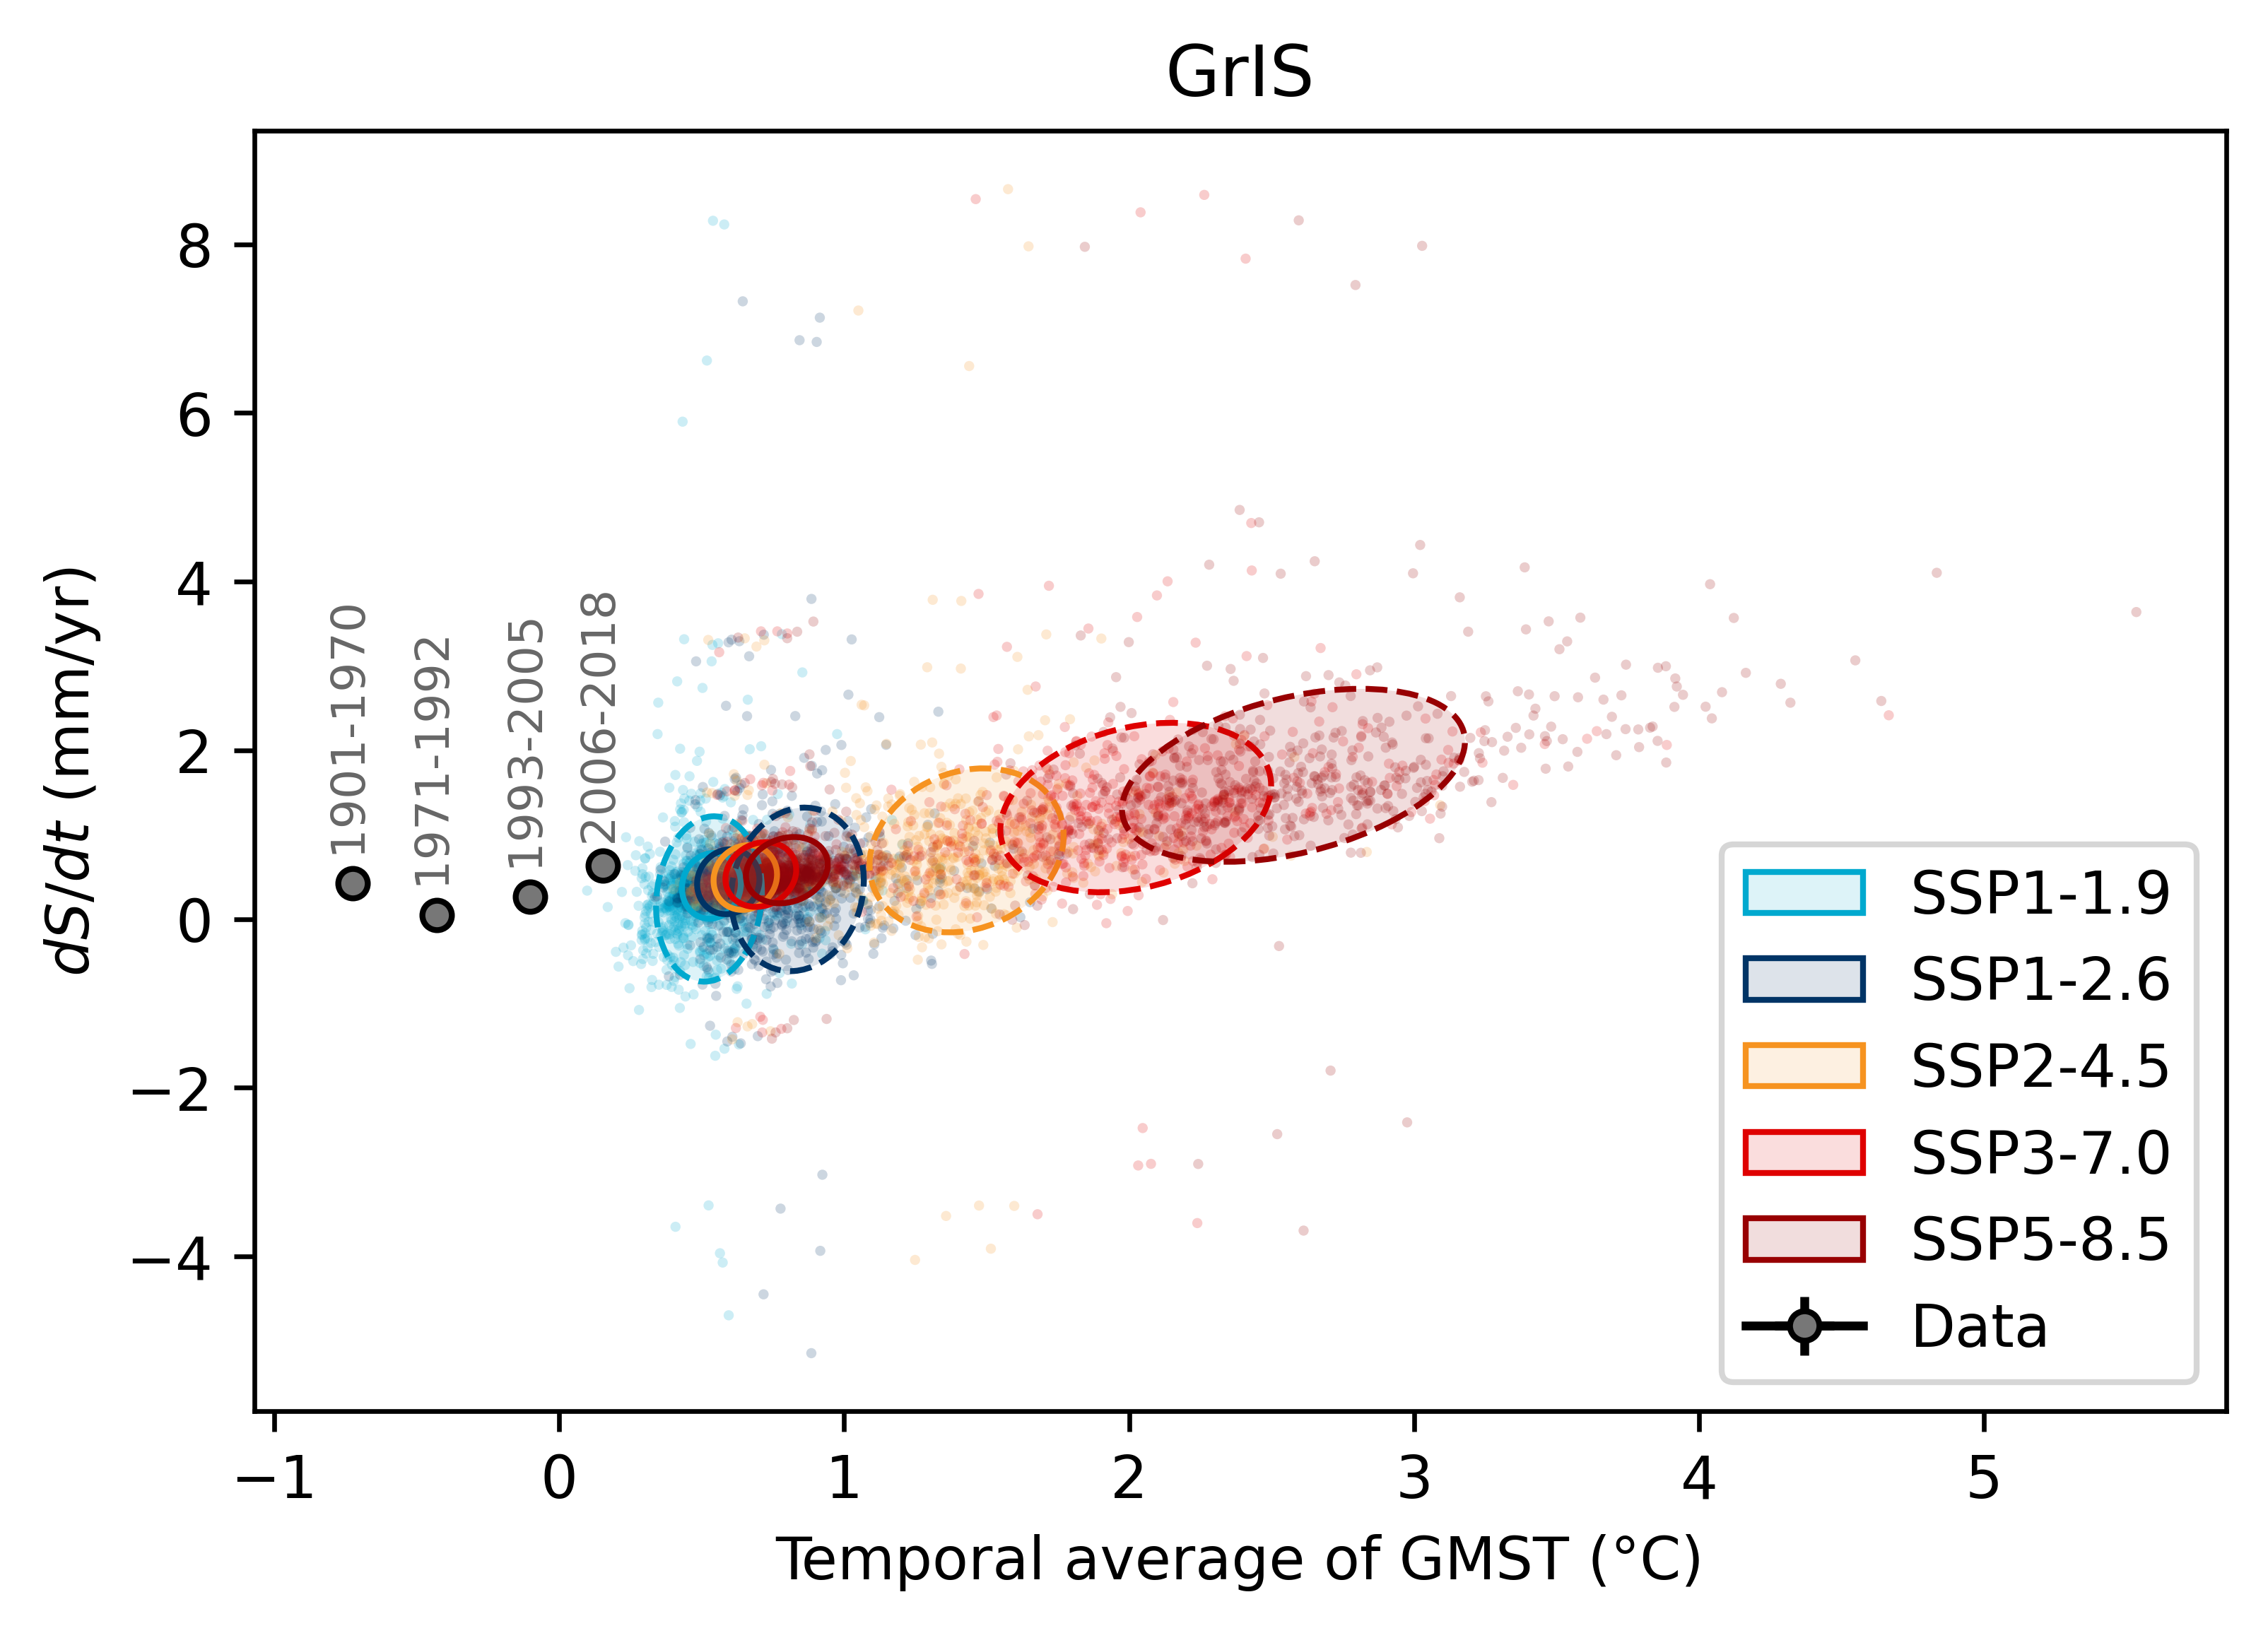 GrIS
8
6
4
2
0
−2
−4
dS/dt (mm/yr)
1901-1970
1971-1992
1993-2005
2006-2018
SSP1-1.9
SSP1-2.6
SSP2-4.5
SSP3-7.0
SSP5-8.5
Data
−1 0 1 2 3 4 5
Temporal average of GMST (°C)